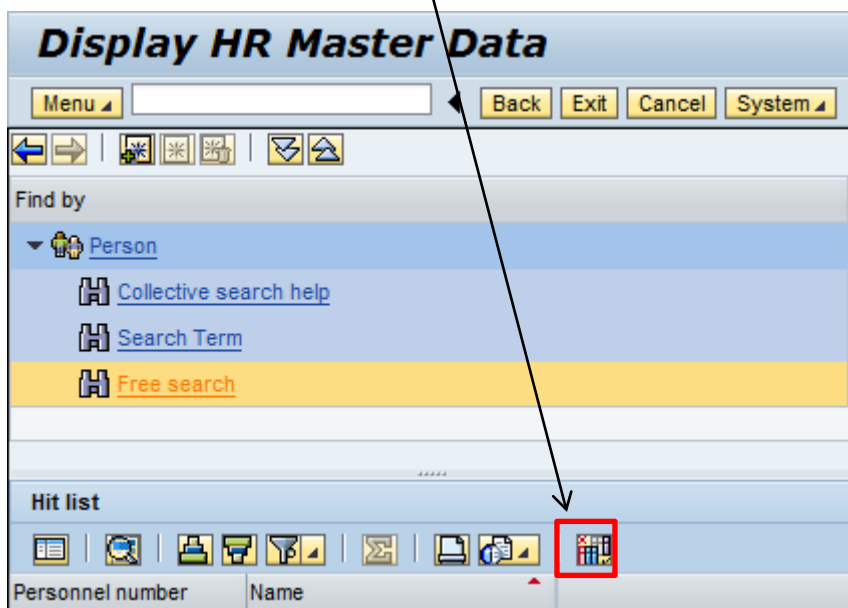 Display HR Master Data
Menu Back Exit Cancel System
Find by
Person
Collective search help
Search Term
Free search
Hit list
Personnel number Name